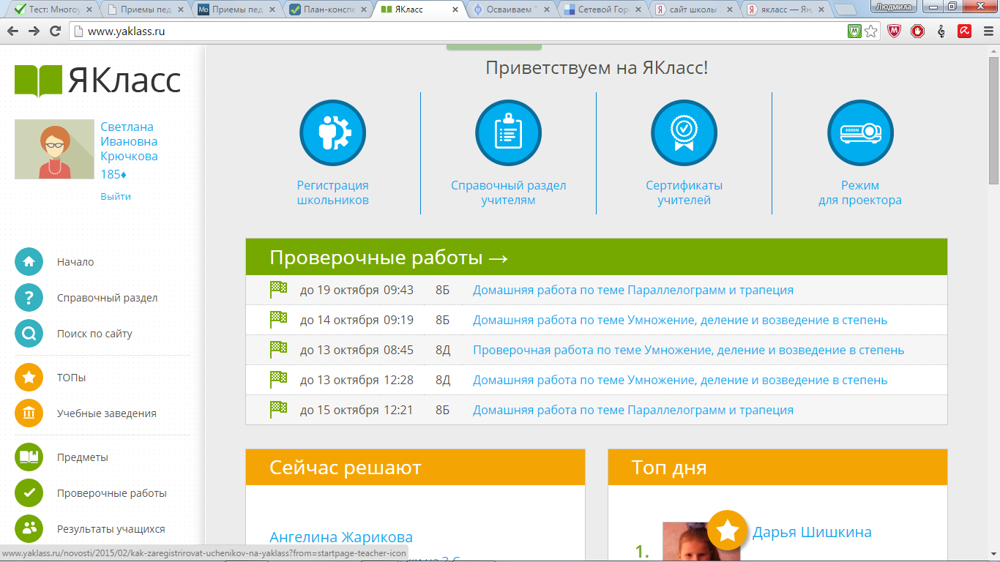 Тест: Многоу
Приемы пед
Приемы пед
План-конспе
ЯКласс
Осваиваем
Сетевой Горо
сайт школы
якласс — Ян
Людмила
www.yaklass.ru
ЯКласс
Светлана
Ивановна
Крючкова
185♦
Выйти
Начало
Справочный раздел
Поиск по сайту
ТОПы
Учебные заведения
Предметы
Проверочные работы
Результаты учащихся
Приветствуем на ЯКласс!
Регистрация
школьников
Справочный раздел
учителям
Сертификаты
учителей
Режим
для проектора
Проверочные работы →
до 19 октября 09:43 8Б Домашняя работа по теме Параллелограмм и трапеция
до 14 октября 09:19 8Б Домашняя работа по теме Умножение, деление и возведение в степень
до 13 октября 08:45 8Д Проверочная работа по теме Умножение, деление и возведение в степень
до 13 октября 12:28 8Д Домашняя работа по теме Умножение, деление и возведение в степень
до 15 октября 12:21 8Б Домашняя работа по теме Параллелограмм и трапеция
Сейчас решают
Ангелина Жарикова
Топ дня
1.
Дарья Шишкина
www.yaklass.ru/novosti/2015/02/kak-zaregistrirovat-uchenikov-na-yaklass?from=startpage-teacher-icon